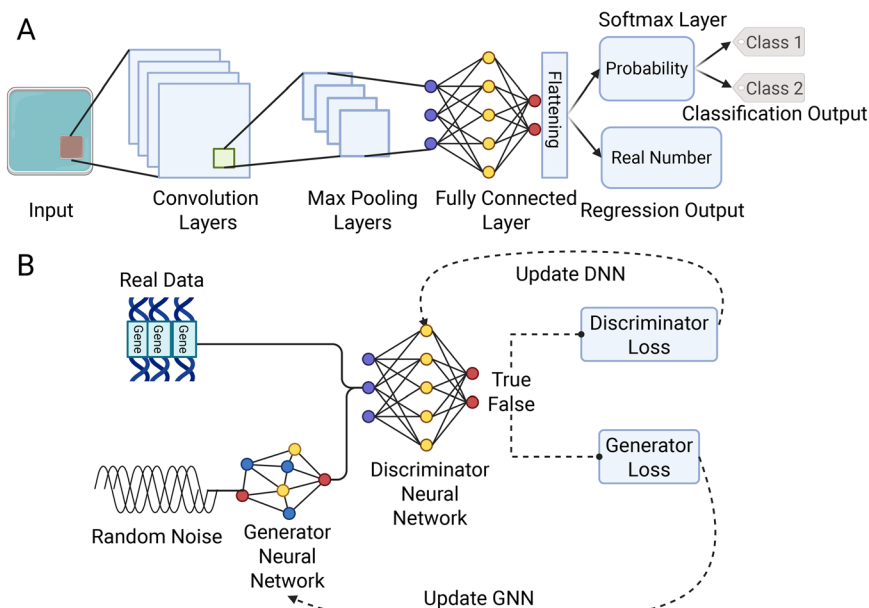 A
Softmax Layer
Probability
Class 1
Class 2
Classification Output
Flattening
Real Number
Regression Output
Input
Convolution
Layers
Max Pooling
Layers
Fully Connected
Layer
B
Real Data
Gene
Gene
Gene
Update DNN
Discriminator
Loss
True
False
Generator
Loss
Discriminator
Neural
Network
Random Noise
Generator
Neural
Network
Update GNN